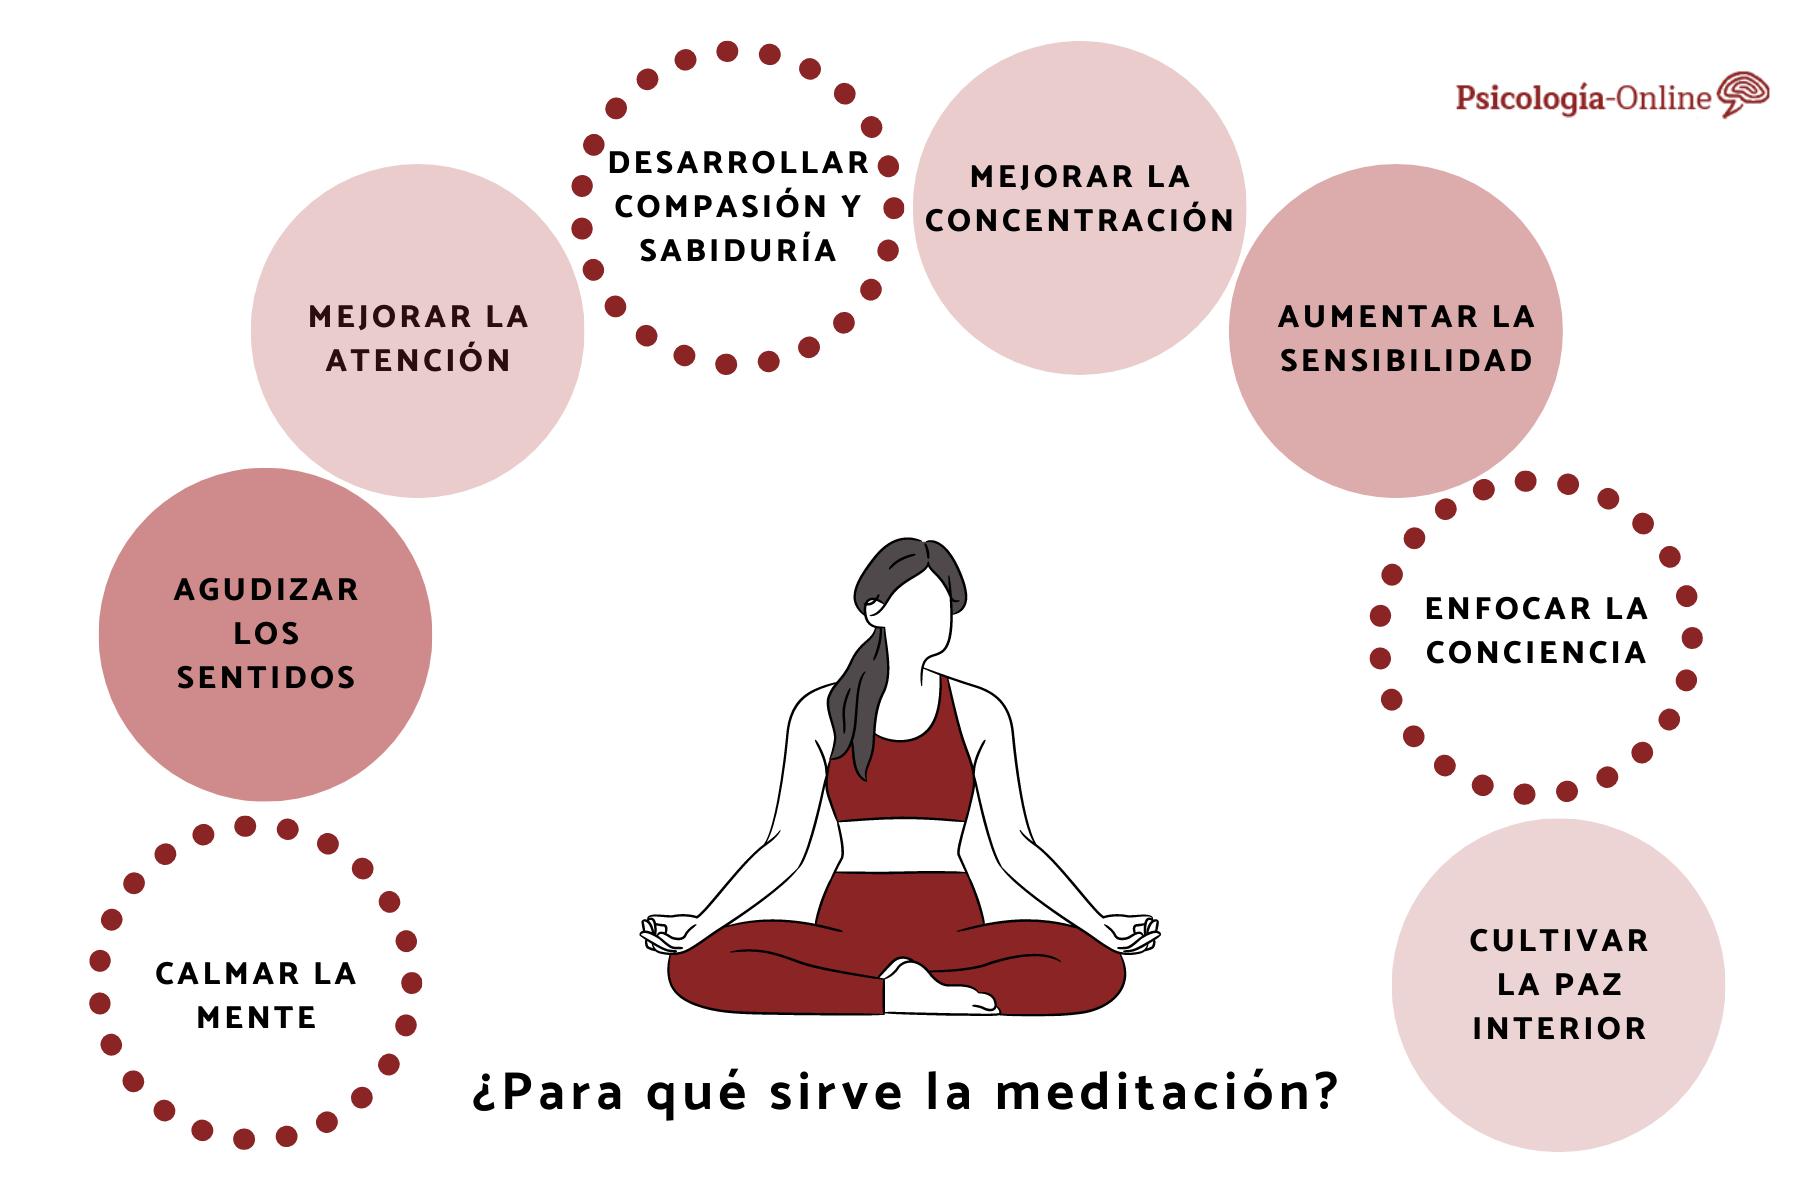 Psicología-Online
DESARROLLAR
COMPASIÓN Y
SABIDURÍA
MEJORAR LA
CONCENTRACIÓN
MEJORAR LA
ATENCIÓN
AUMENTAR LA
SENSIBILIDAD
AGUDIZAR
LOS
SENTIDOS
ENFOCAR LA
CONCIENCIA
CALMAR LA
MENTE
CULTIVAR
LA PAZ
INTERIOR
¿Para qué sirve la meditación?